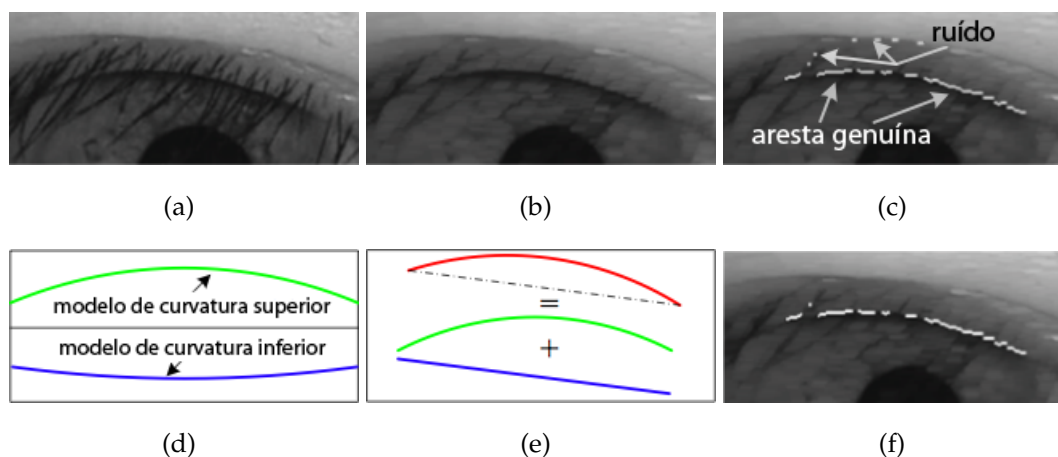 ruído
aresta genuína
(a)
(b)
(c)
modelo de curvatura superior
modelo de curvatura inferior
=
+
(d)
(e)
(f)